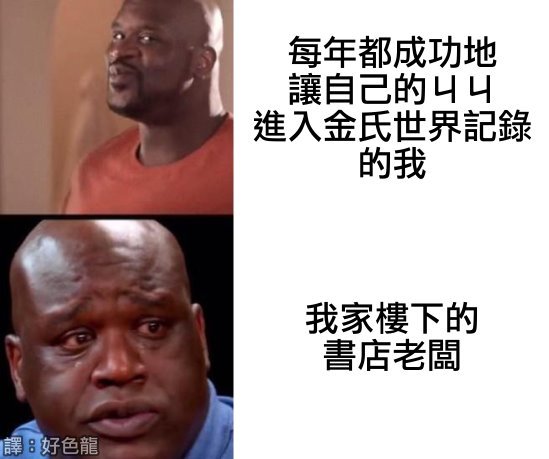 每年都成功地
讓自己的ㄐㄐ
進入金氏世界記錄
的我
我家樓下的
書店老闆
譯：好色龍